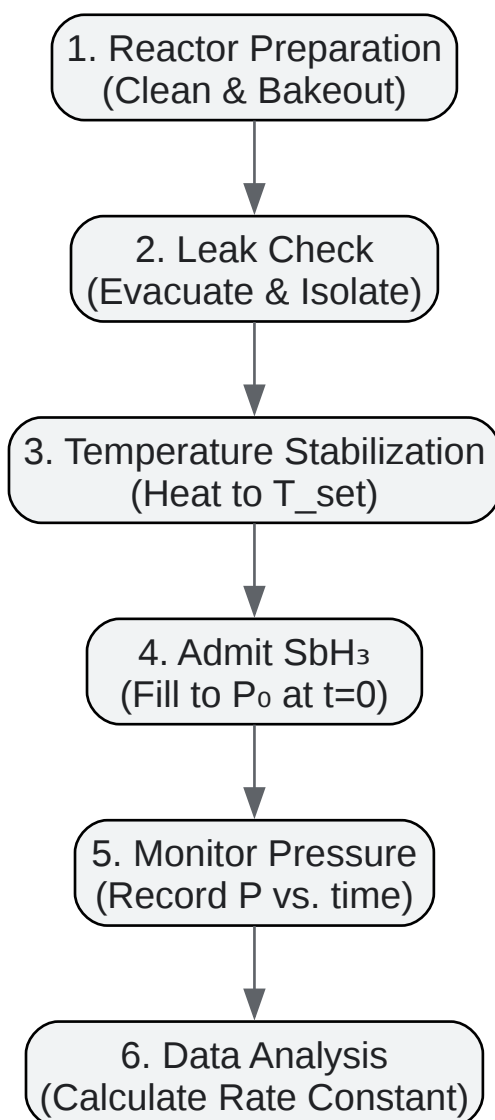 1. Reactor Preparation
(Clean & Bakeout)
2. Leak Check
(Evacuate & Isolate)
3. Temperature Stabilization
(Heat to T_set)
4. Admit SbH₃
(Fill to P₀ at t=0)
5. Monitor Pressure
(Record P vs. time)
6. Data Analysis
(Calculate Rate Constant)